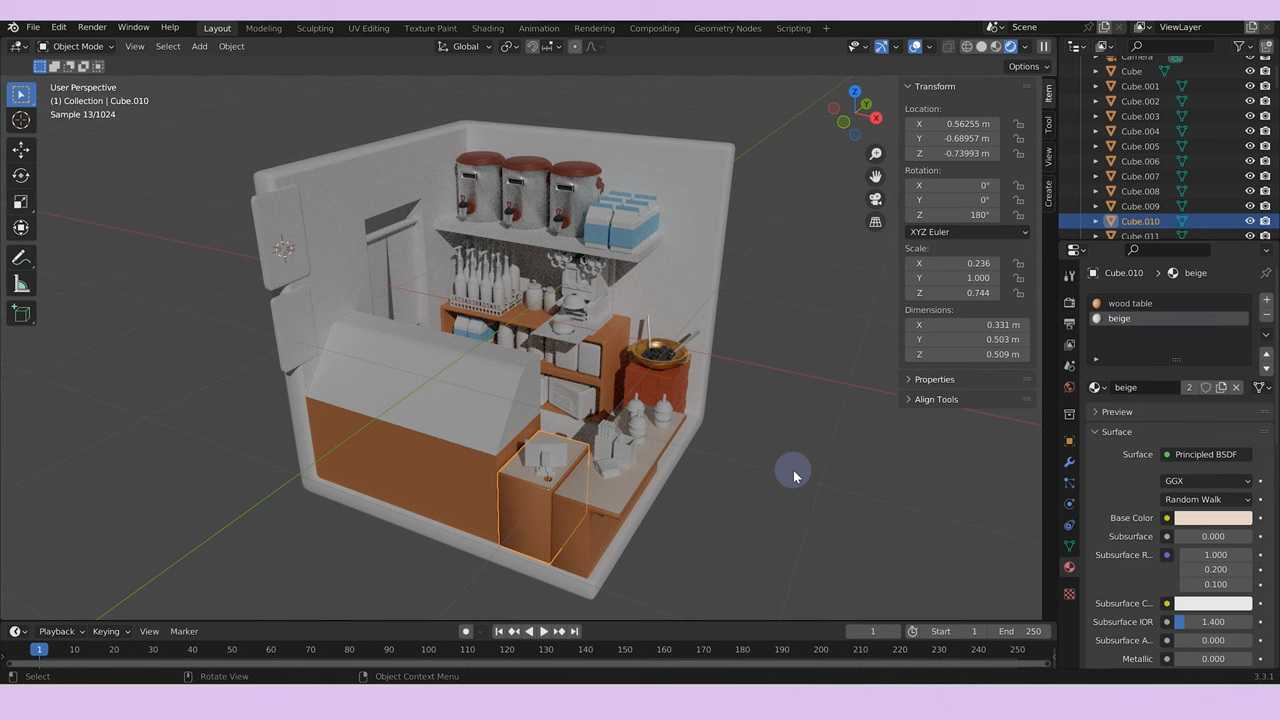 File Edit Render Window Help Layout Modeling Sculpting UV Editing Texture Paint Shading Animation Rendering Compositing Geometry Nodes Scripting + Scene ViewLayer
Object Mode View Select Add Object Global
Options
User Perspective
(1) Collection | Cube.010
Sample 13/1024
Z
Y
X
Transform
Location:
X 0.56255 m
Y -0.68957 m
Z -0.73993 m
Rotation:
X 0°
Y 0°
Z 180°
XYZ Euler
Scale:
X 0.236
Y 1.000
Z 0.744
Dimensions:
X 0.331 m
Y 0.503 m
Z 0.509 m
Properties
Align Tools
Item
Tool
View
Create
Camera
Cube
Cube.001
Cube.002
Cube.003
Cube.004
Cube.005
Cube.006
Cube.007
Cube.008
Cube.009
Cube.010
Cube.011
Cube.010 > beige
wood table
beige
beige 2
Preview
Surface
Surface Principled BSDF
GGX
Random Walk
Base Color
Subsurface 0.000
Subsurface R... 1.000
0.200
0.100
Subsurface C...
Subsurface IOR 1.400
Subsurface A... 0.000
Metallic 0.000
Playback Keying View Marker 1 Start 1 End 250
1 10 20 30 40 50 60 70 80 90 100 110 120 130 140 150 160 170 180 190 200 210 220 230 240 250
Select Rotate View Object Context Menu 3.3.1